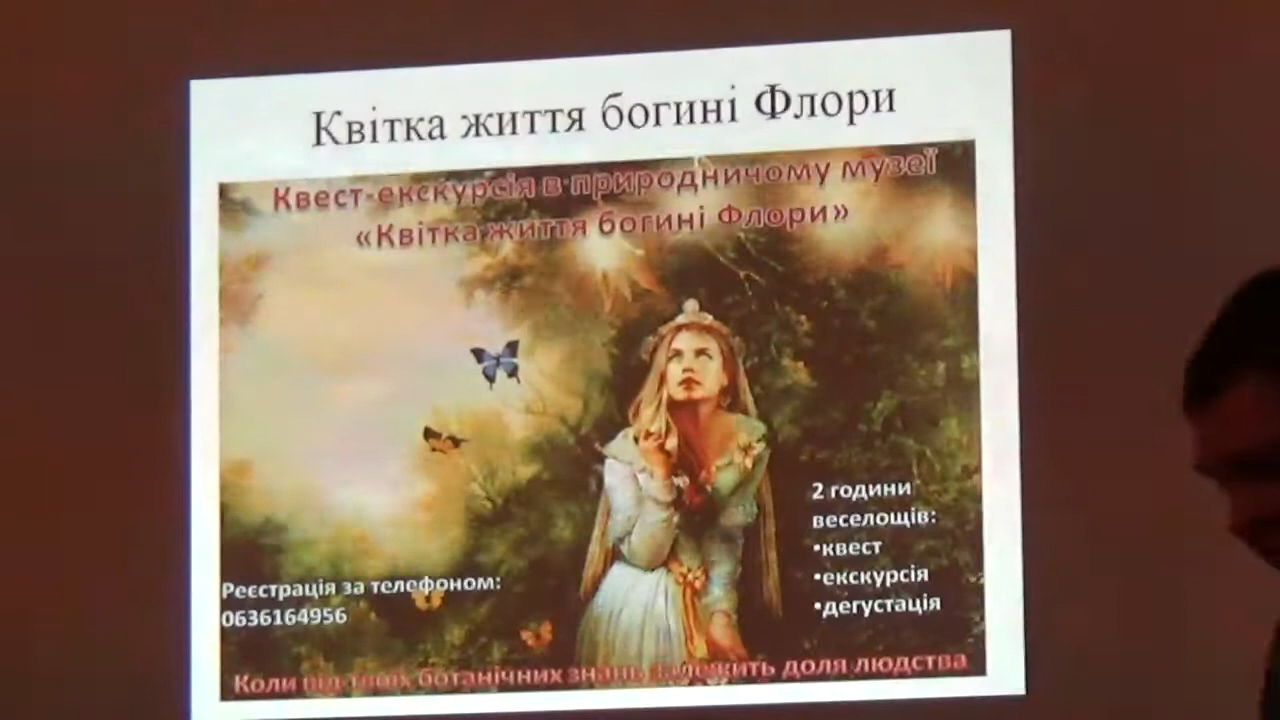 Квітка життя богині Флори
Квест-екскурсія в природничому музеї
«Квітка життя богині Флори»
2 години
веселощів:
•квест
•екскурсія
•дегустація
Реєстрація за телефоном:
0636164956
Коли від твоїх ботанічних знань залежить доля людства